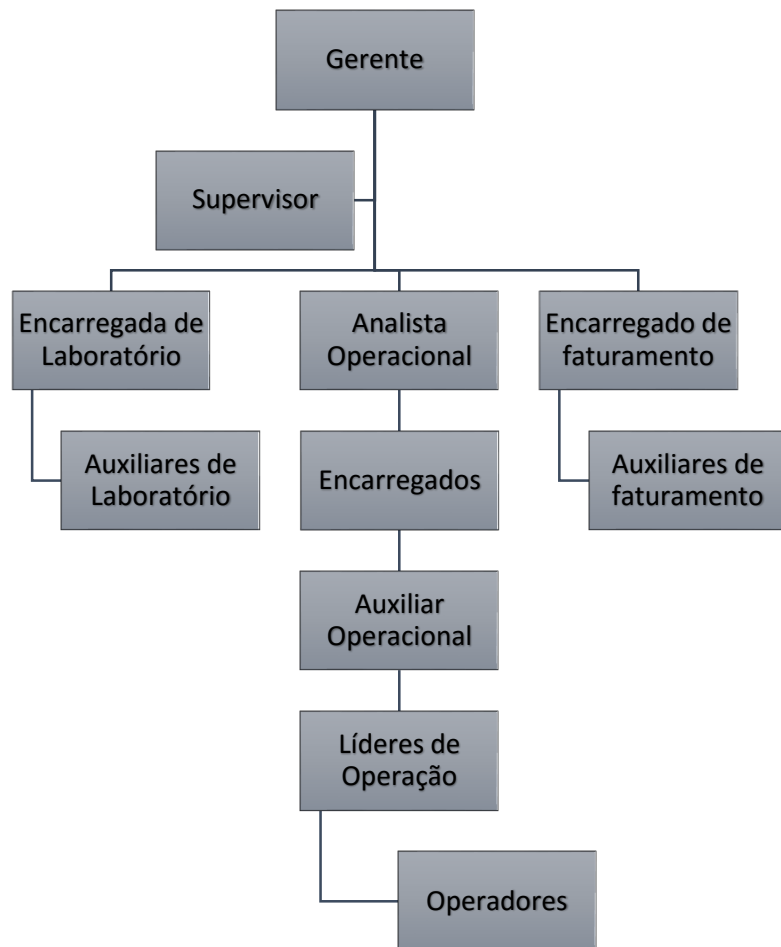 Gerente
Supervisor
Encarregada de
Laboratório
Analista
Operacional
Encarregado de
faturamento
Auxiliares de
Laboratório
Encarregados
Auxiliares de
faturamento
Auxiliar
Operacional
Líderes de
Operação
Operadores